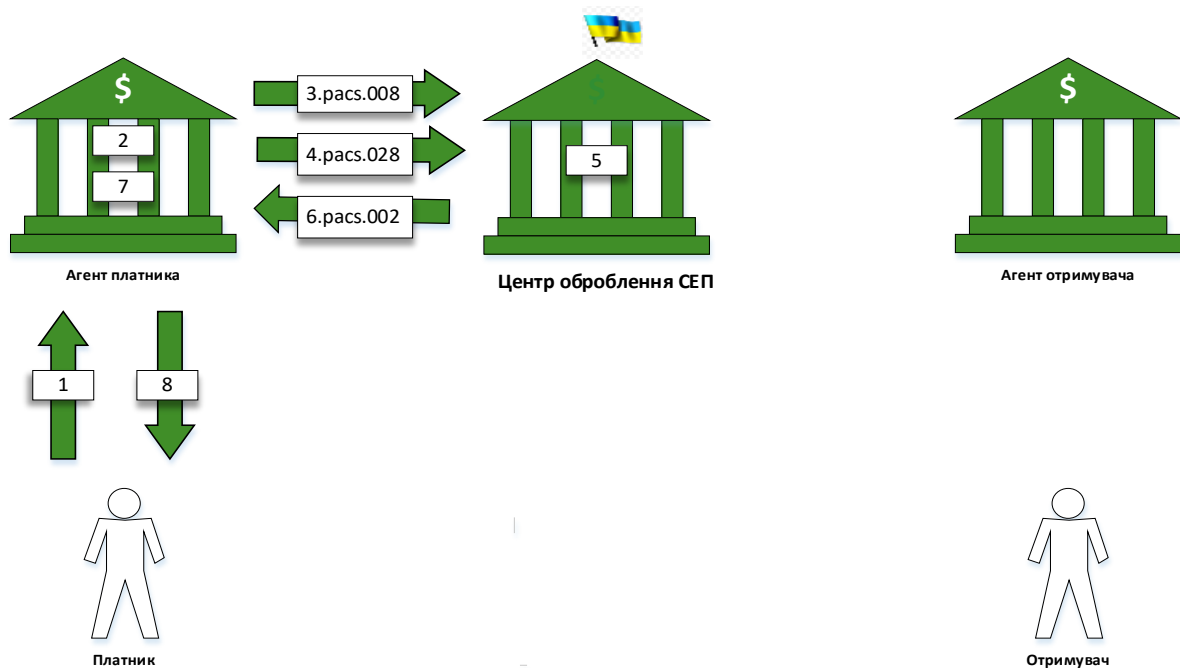 $
$
$
2
7
3.pacs.008
4.pacs.028
6.pacs.002
5
Агент платника
Центр оброблення СЕП
Агент отримувача
1
8
Платник
Отримувач